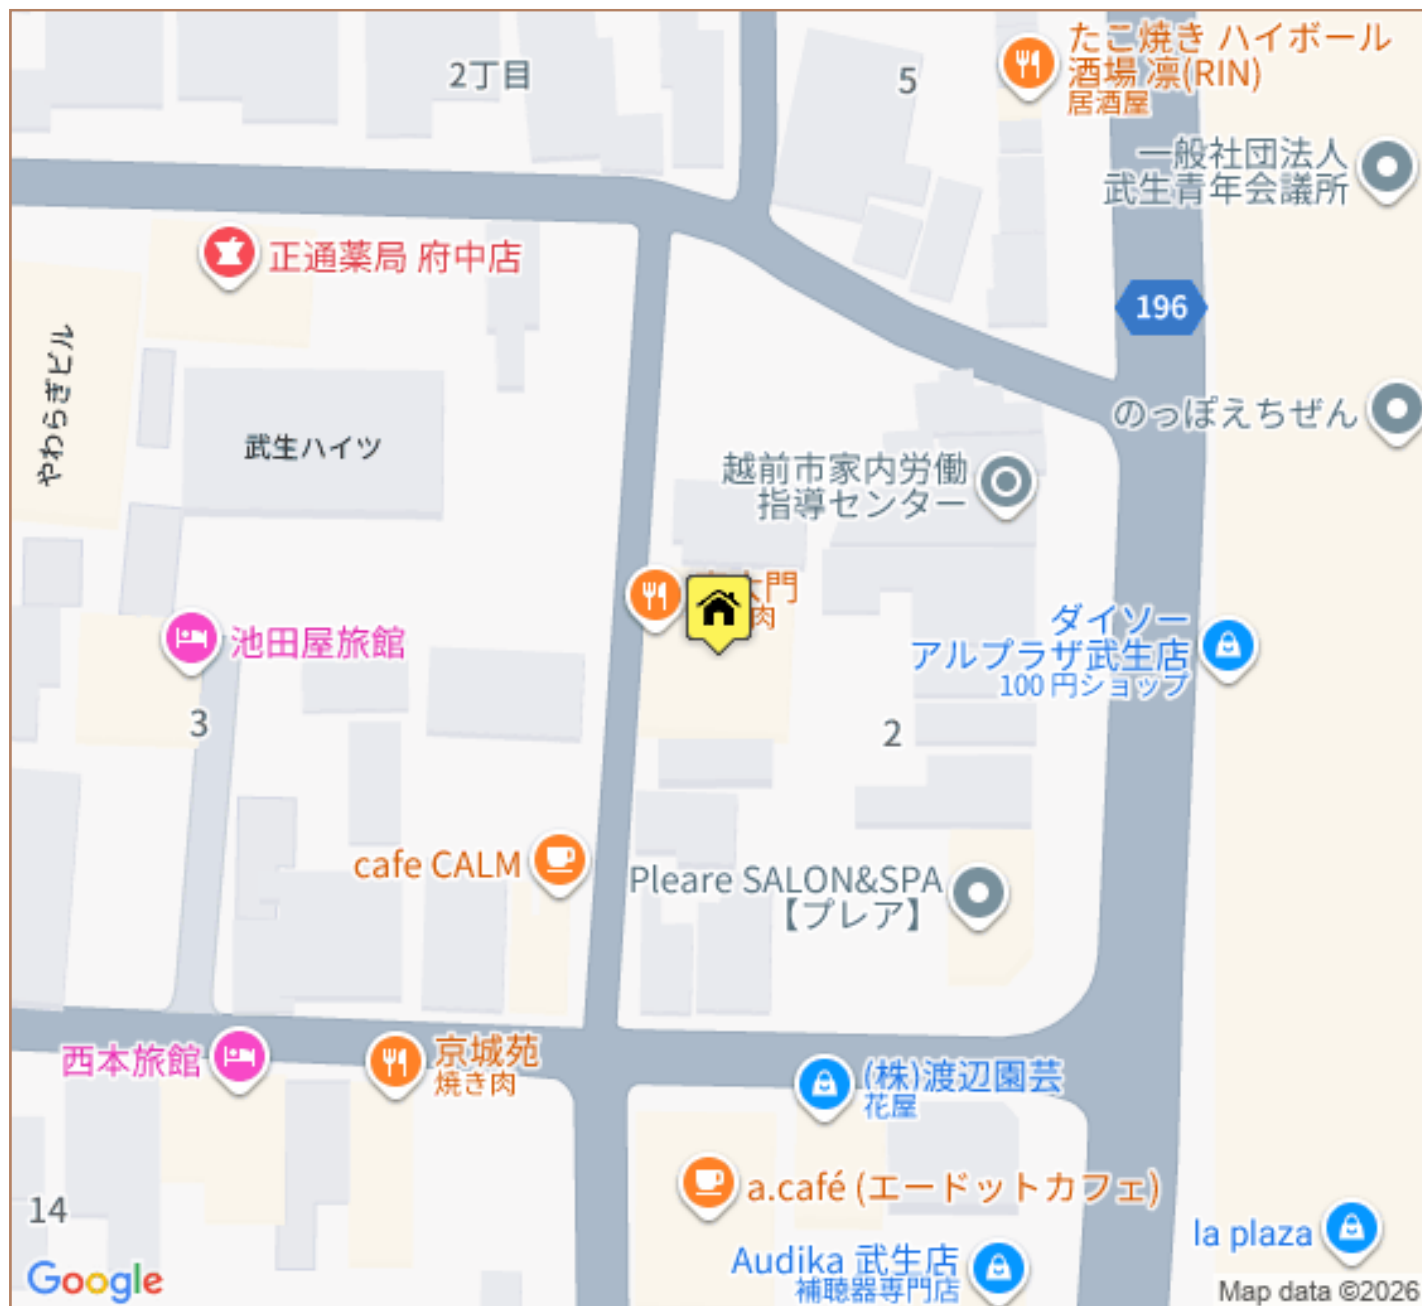 2丁目
5
たこ焼き ハイボール
酒場 凛(RIN)
居酒屋
一般社団法人
武生青年会議所
正通薬局 府中店
196
やわらぎビル
武生ハイツ
のっぽえちぜん
越前市家内労働
指導センター
大門
肉
池田屋旅館
ダイソー
アルプラザ武生店
100 円ショップ
3
2
cafe CALM
Pleare SALON&SPA
【プレア】
西本旅館
京城苑
焼き肉
(株)渡辺園芸
花屋
a.café (エードットカフェ)
14
la plaza
Audika 武生店
補聴器専門店
Google
Map data ©2026